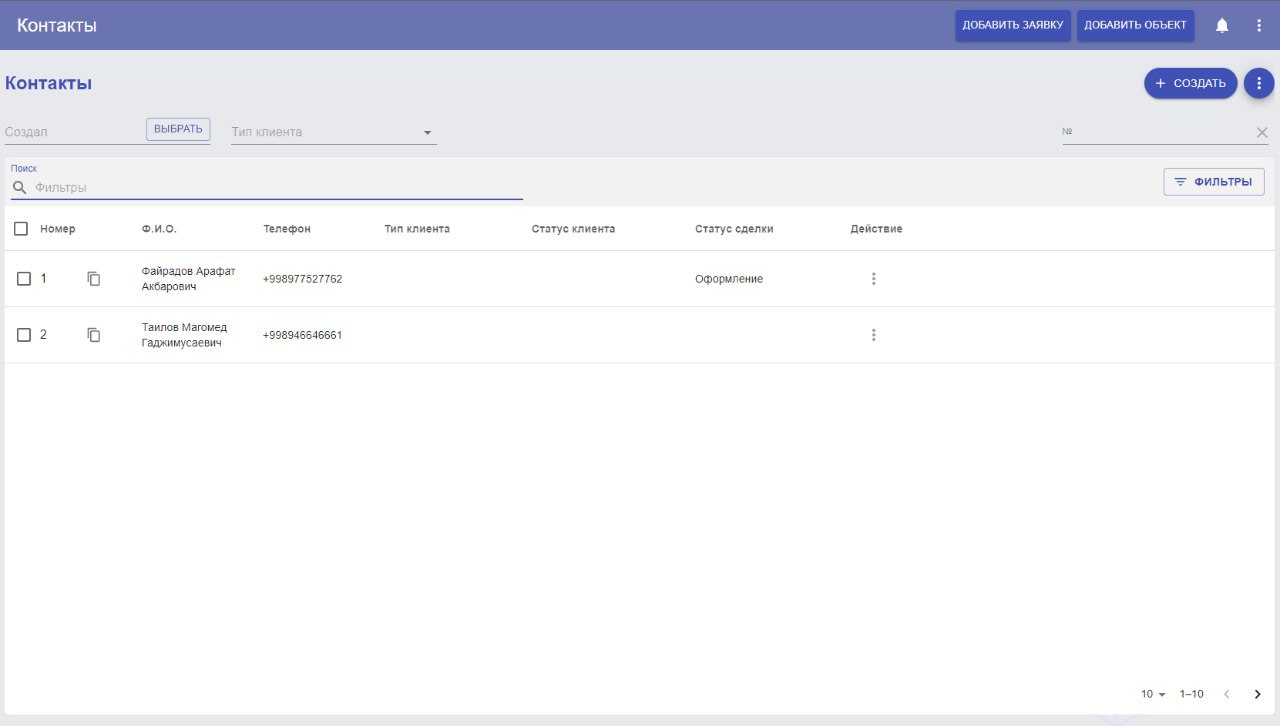 Контакты
ДОБАВИТЬ ЗАЯВКУ
ДОБАВИТЬ ОБЪЕКТ
Контакты
+ СОЗДАТЬ
Создал
ВЫБРАТЬ
Тип клиента
№
Поиск
Фильтры
ФИЛЬТРЫ
Номер Ф.И.О. Телефон Тип клиента Статус клиента Статус сделки Действие
1 Файрадов Арафат +998977527762 Оформление
Акбарович
2 Таилов Магомед +998946646661
Гаджимусаевич
10 1–10